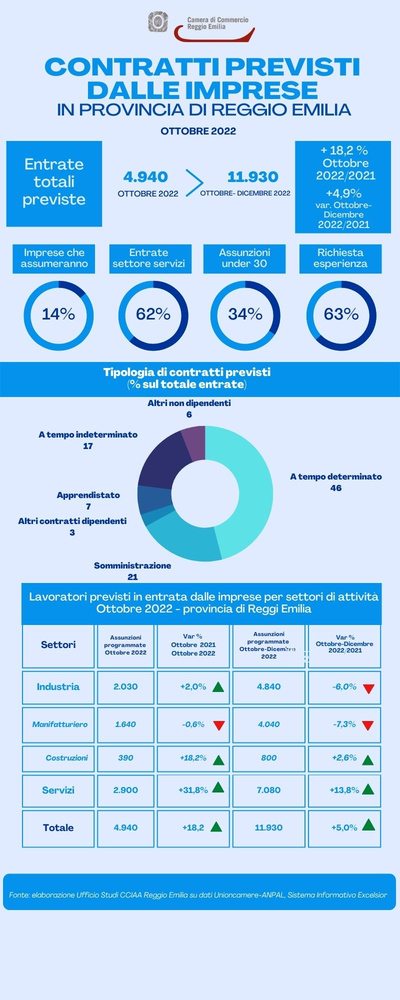 Camera di Commercio
Reggio Emilia
CONTRATTI PREVISTI
DALLE IMPRESE
IN PROVINCIA DI REGGIO EMILIA
OTTOBRE 2022
Entrate
totali
previste
4.940
OTTOBRE 2022
11.930
OTTOBRE- DICEMBRE 2022
+ 18,2 %
Ottobre
2022/2021
+4,9%
var. Ottobre-
Dicembre
2022/2021
Imprese che
assumeranno
Entrate
settore servizi
Assunzioni
under 30
Richiesta
esperienza
14%
62%
34%
63%
Tipologia di contratti previsti
(% sul totale entrate)
Altri non dipendenti
6
A tempo indeterminato
17
A tempo determinato
46
Apprendistato
7
Altri contratti dipendenti
3
Somministrazione
21
Lavoratori previsti in entrata dalle imprese per settori di attività
Ottobre 2022 - provincia di Reggi Emilia
Settori
Assunzioni
programmate
Ottobre 2022
Var %
Ottobre 2021
Ottobre 2022
Assunzioni
programmate
Ottobre-Dicembre
2022
Var %
Ottobre-Dicembre
2022/2021
Industria 2.030 +2,0% 4.840 -6,0%
Manifatturiero 1.640 -0,6% 4.040 -7,3%
Costruzioni 390 +18,2% 800 +2,6%
Servizi 2.900 +31,8% 7.080 +13,8%
Totale 4.940 +18,2 11.930 +5,0%
Fonte: elaborazione Ufficio Studi CCIAA Reggio Emilia su dati Unioncamere-ANPAL, Sistema Informativo Excelsior